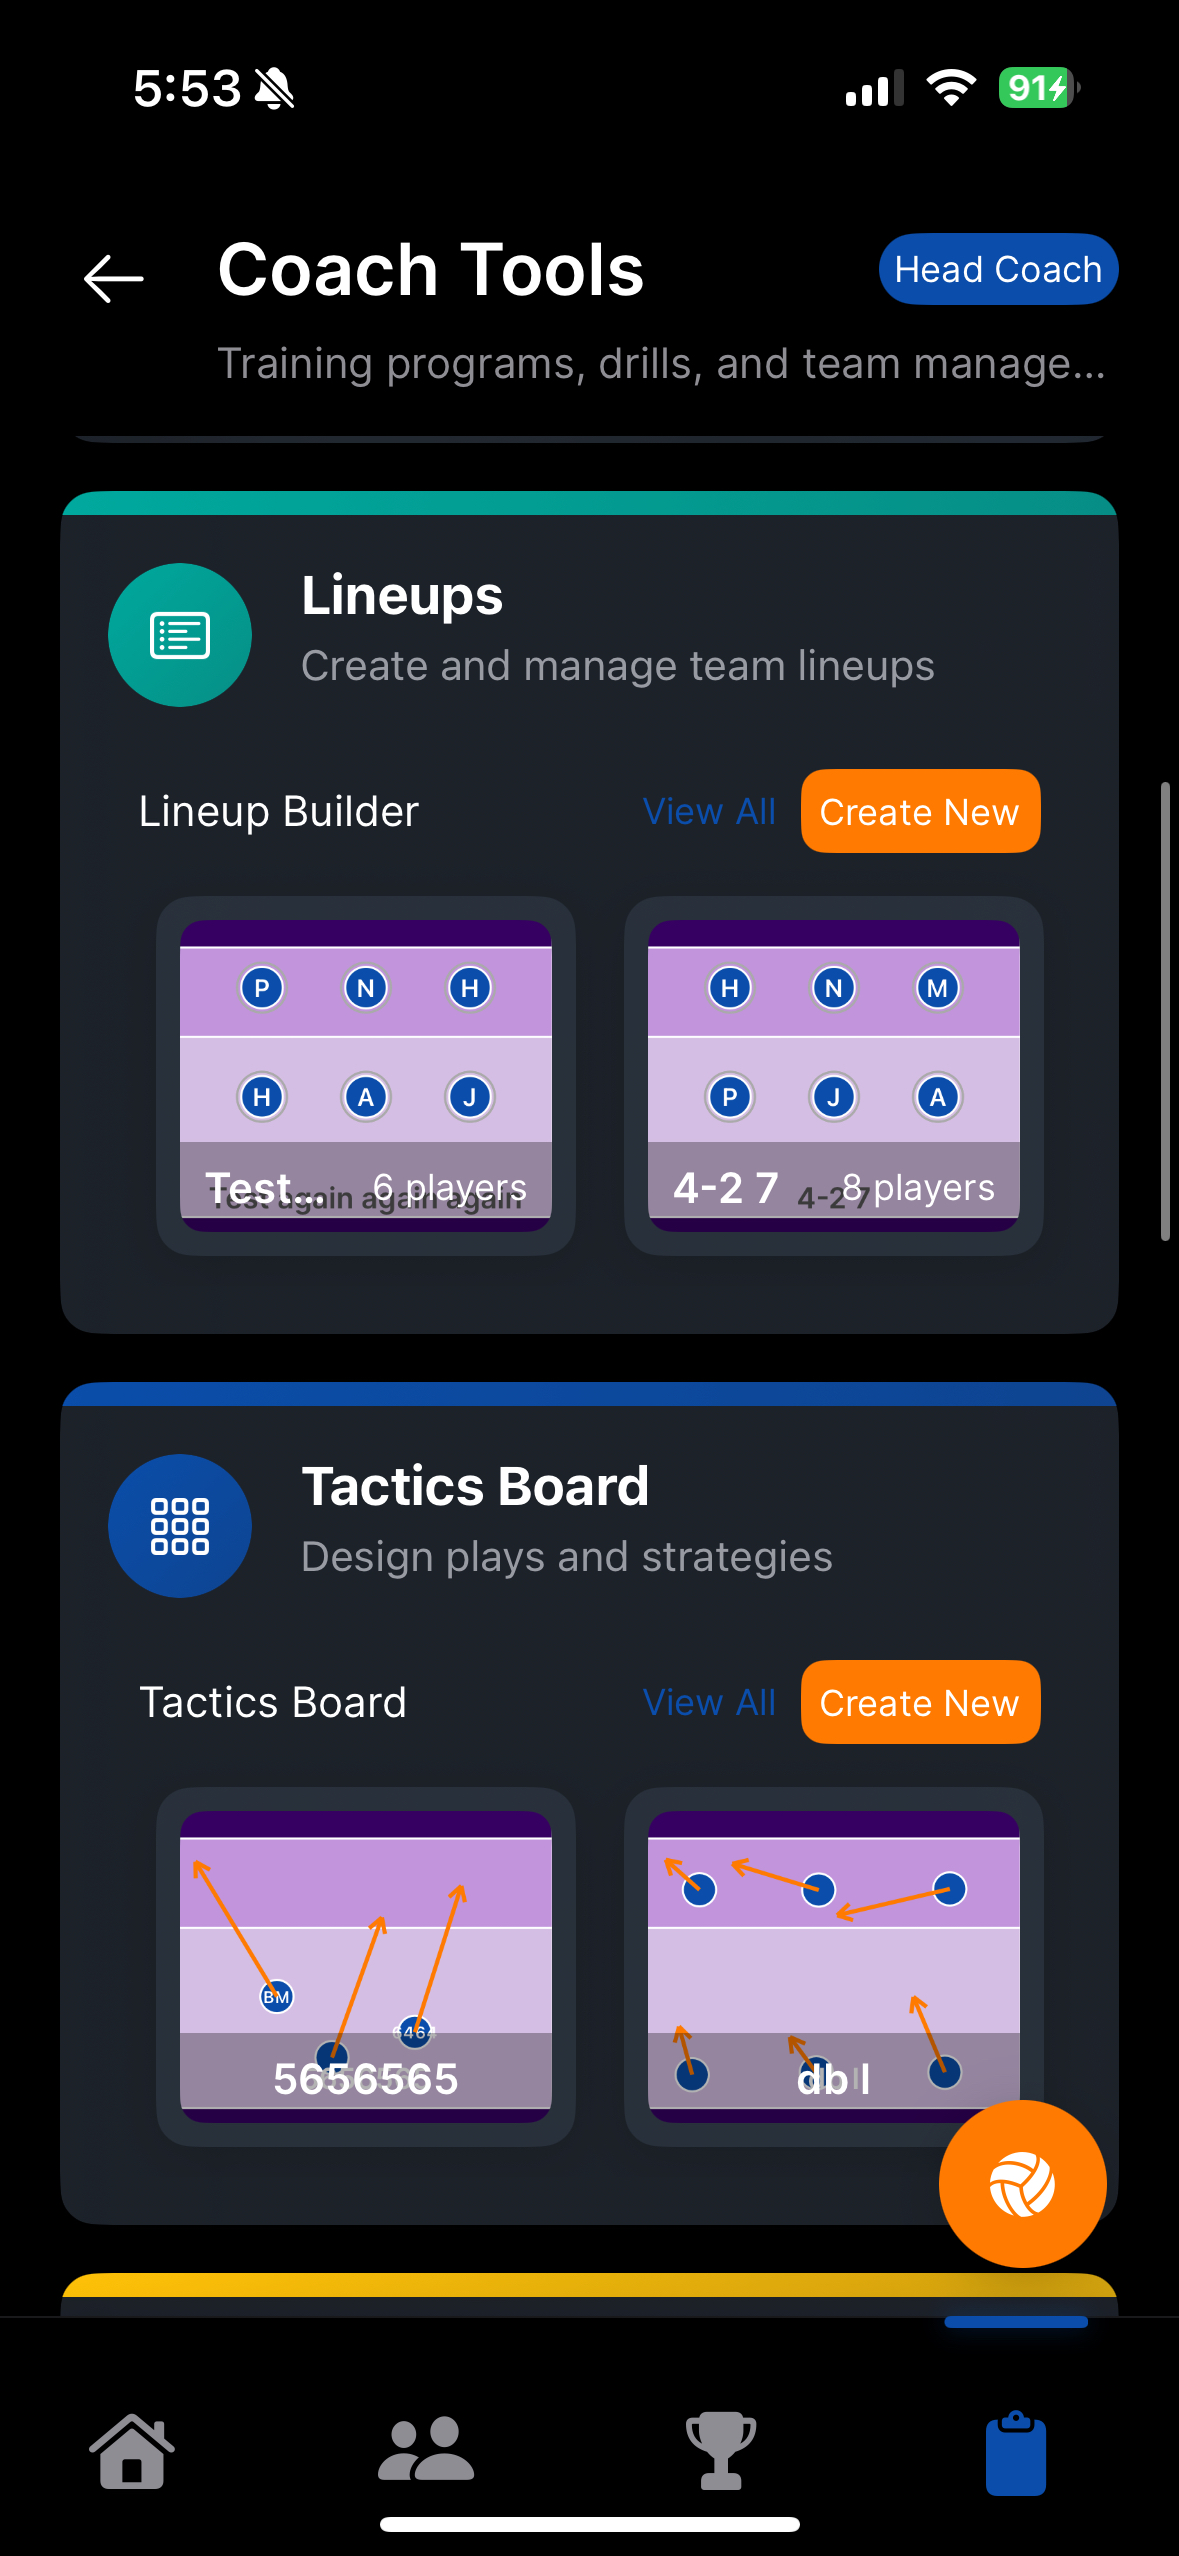 5:53
91
Coach Tools
Head Coach
Training programs, drills, and team manage...
Lineups
Create and manage team lineups
Lineup Builder
View All
Create New
P N H
H A J
Test...
6 players
Test again again again
H N M
P J A
4-2 7
8 players
4-2 7
Tactics Board
Design plays and strategies
Tactics Board
View All
Create New
BM
6464
5656565
db l